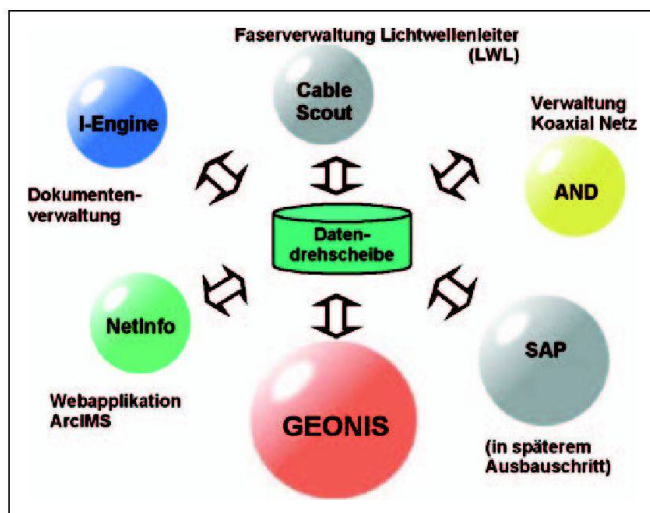 Faserverwaltung Lichtwellenleiter
(LWL)
I-Engine
Cable
Scout
Verwaltung
Koaxial Netz
Dokumenten-
verwaltung
AND
Daten-
drehscheibe
NetInfo
SAP
Webapplikation
ArcIMS
GEONIS
(in späterem
Ausbauschritt)